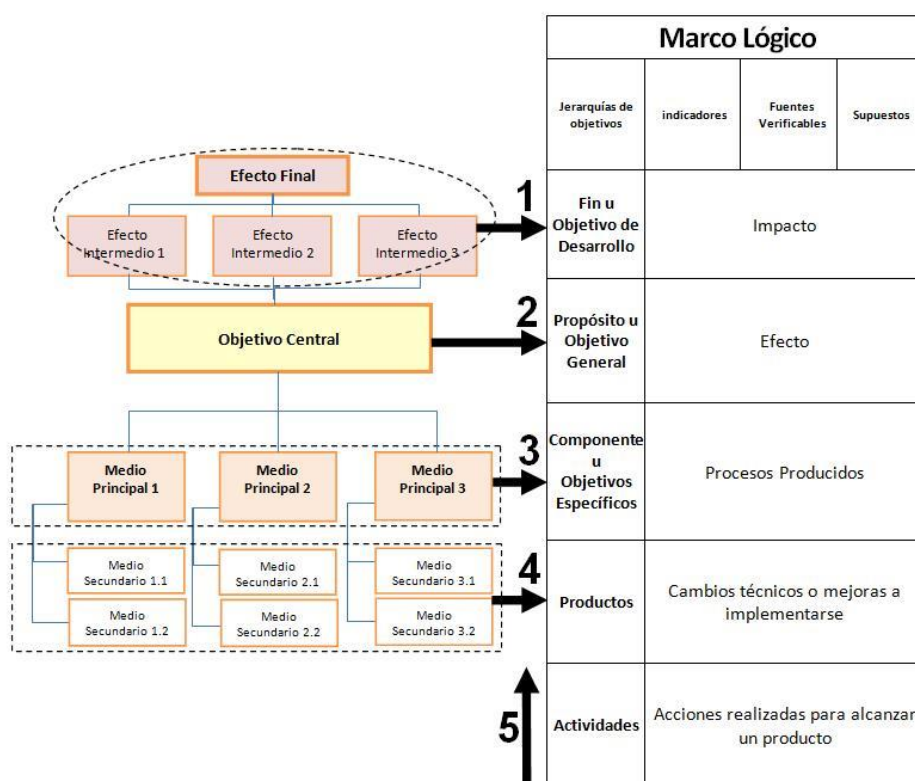 Marco Lógico
Jerarquías de
objetivos
indicadores
Fuentes
Verificables
Supuestos
Efecto Final
Efecto
Intermedio 1
Efecto
Intermedio 2
Efecto
Intermedio 3
1
Fin u
Objetivo de
Desarrollo
Impacto
Objetivo Central
2
Propósito u
Objetivo
General
Efecto
Medio
Principal 1
Medio
Principal 2
Medio
Principal 3
3
Componente
u
Objetivos
Específicos
Procesos Producidos
Medio
Secundario 1.1
Medio
Secundario 2.1
Medio
Secundario 3.1
Medio
Secundario 1.2
Medio
Secundario 2.2
Medio
Secundario 3.2
4
Productos
Cambios técnicos o mejoras a
implementarse
5
Actividades
Acciones realizadas para alcanzar
un producto